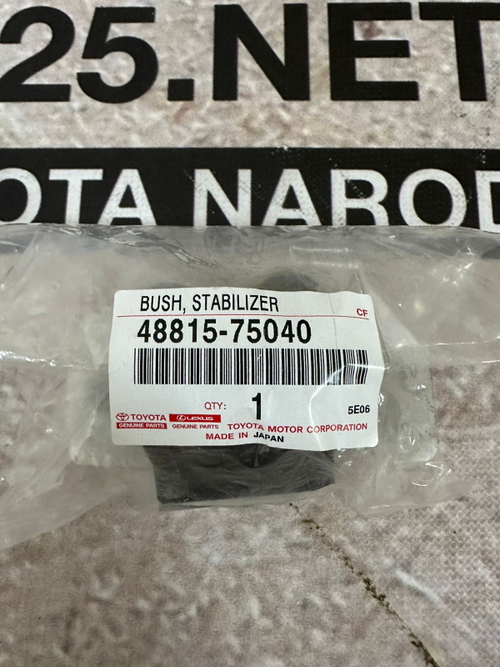 25.NET
OTA NAROD
BUSH, STABILIZER
CF
48815-75040
QTY: 1
5E06
TOYOTA
GENUINE PARTS
LEXUS
GENUINE PARTS
TOYOTA MOTOR CORPORATION
MADE IN JAPAN